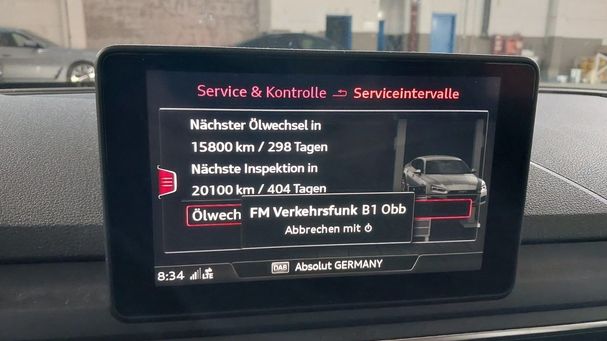 Service & Kontrolle Serviceintervalle
Nächster Ölwechsel in
15800 km / 298 Tagen
Nächste Inspektion in
20100 km / 404 Tagen
Ölwech
FM Verkehrsfunk B1 Obb
Abbrechen mit
8:34 LTE DAB Absolut GERMANY